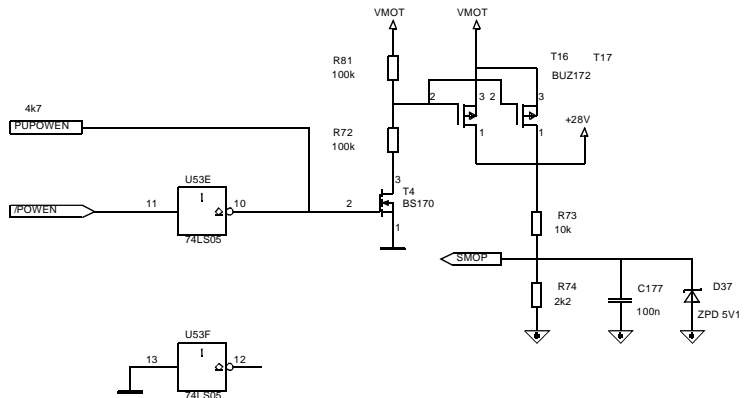 VMOT VMOT
R81
100k
T16 T17
BUZ172
4k7
PUPOWEN
2 3 2 3
1 1
+28V
R72
100k
U53E
3
T4
BS170
/POWEN 11 1 10 2
1
74LS05
R73
10k
SMOP
R74
2k2
C177
100n
D37
ZPD 5V1
U53F
13 1 12
74LS05